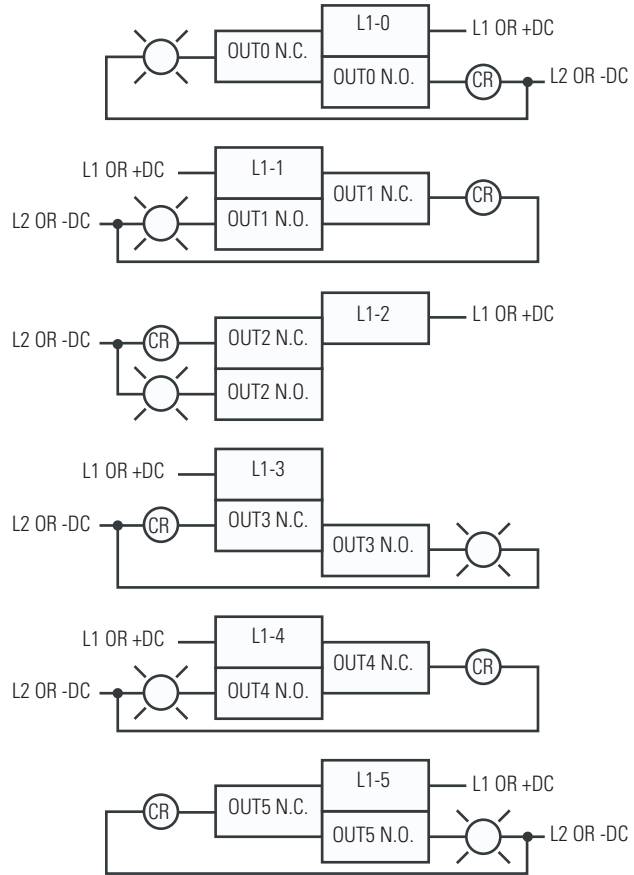 L1-0
L1 OR +DC
OUT0 N.C.
OUT0 N.O.
CR
L2 OR -DC
L1 OR +DC
L1-1
OUT1 N.C.
CR
L2 OR -DC
OUT1 N.O.
L1-2
L1 OR +DC
L2 OR -DC
CR
OUT2 N.C.
OUT2 N.O.
L1 OR +DC
L1-3
L2 OR -DC
CR
OUT3 N.C.
OUT3 N.O.
L1 OR +DC
L1-4
OUT4 N.C.
CR
L2 OR -DC
OUT4 N.O.
L1-5
L1 OR +DC
CR
OUT5 N.C.
OUT5 N.O.
L2 OR -DC